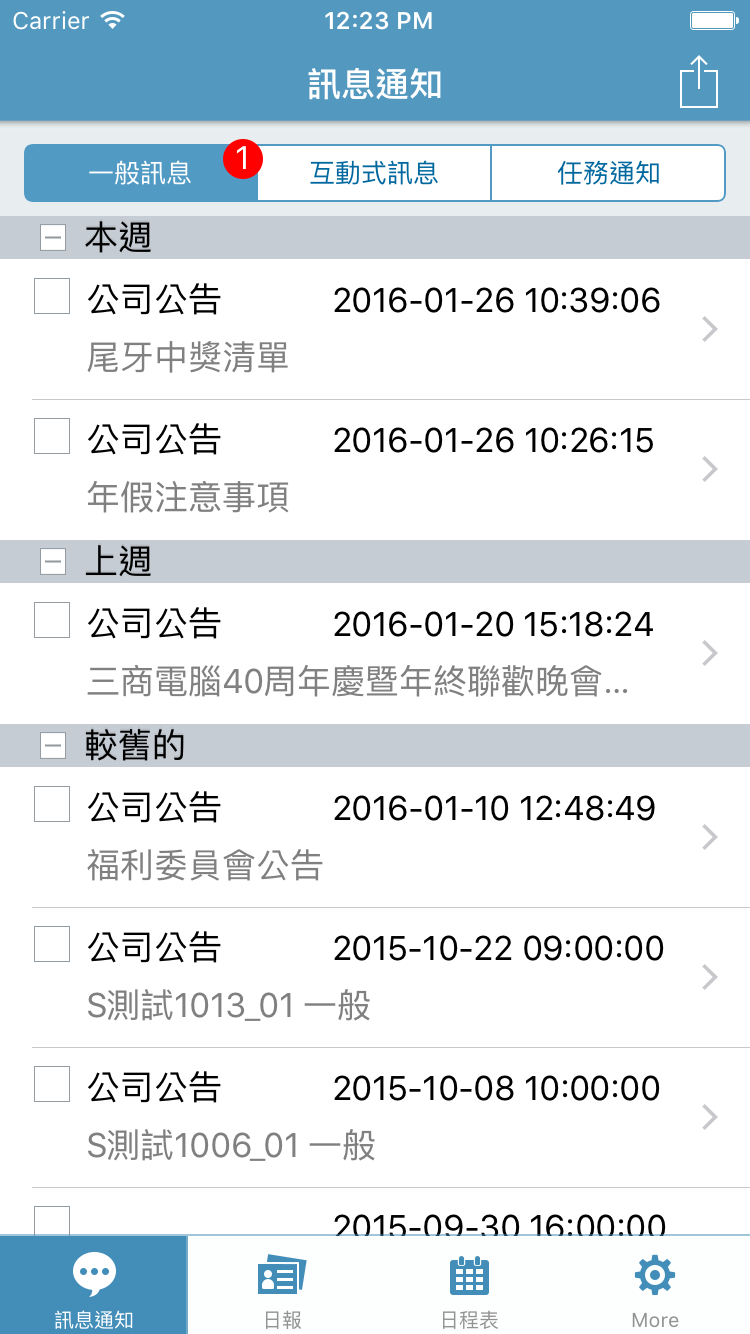 Carrier 12:23 PM
訊息通知
一般訊息 1 互動式訊息 任務通知
本週
公司公告 2016-01-26 10:39:06
尾牙中獎清單
公司公告 2016-01-26 10:26:15
年假注意事項
上週
公司公告 2016-01-20 15:18:24
三商電腦40周年慶暨年終聯歡晚會...
較舊的
公司公告 2016-01-10 12:48:49
福利委員會公告
公司公告 2015-10-22 09:00:00
S測試1013_01 一般
公司公告 2015-10-08 10:00:00
S測試1006_01 一般
2015-09-30 16:00:00
訊息通知 日報 日程表 More